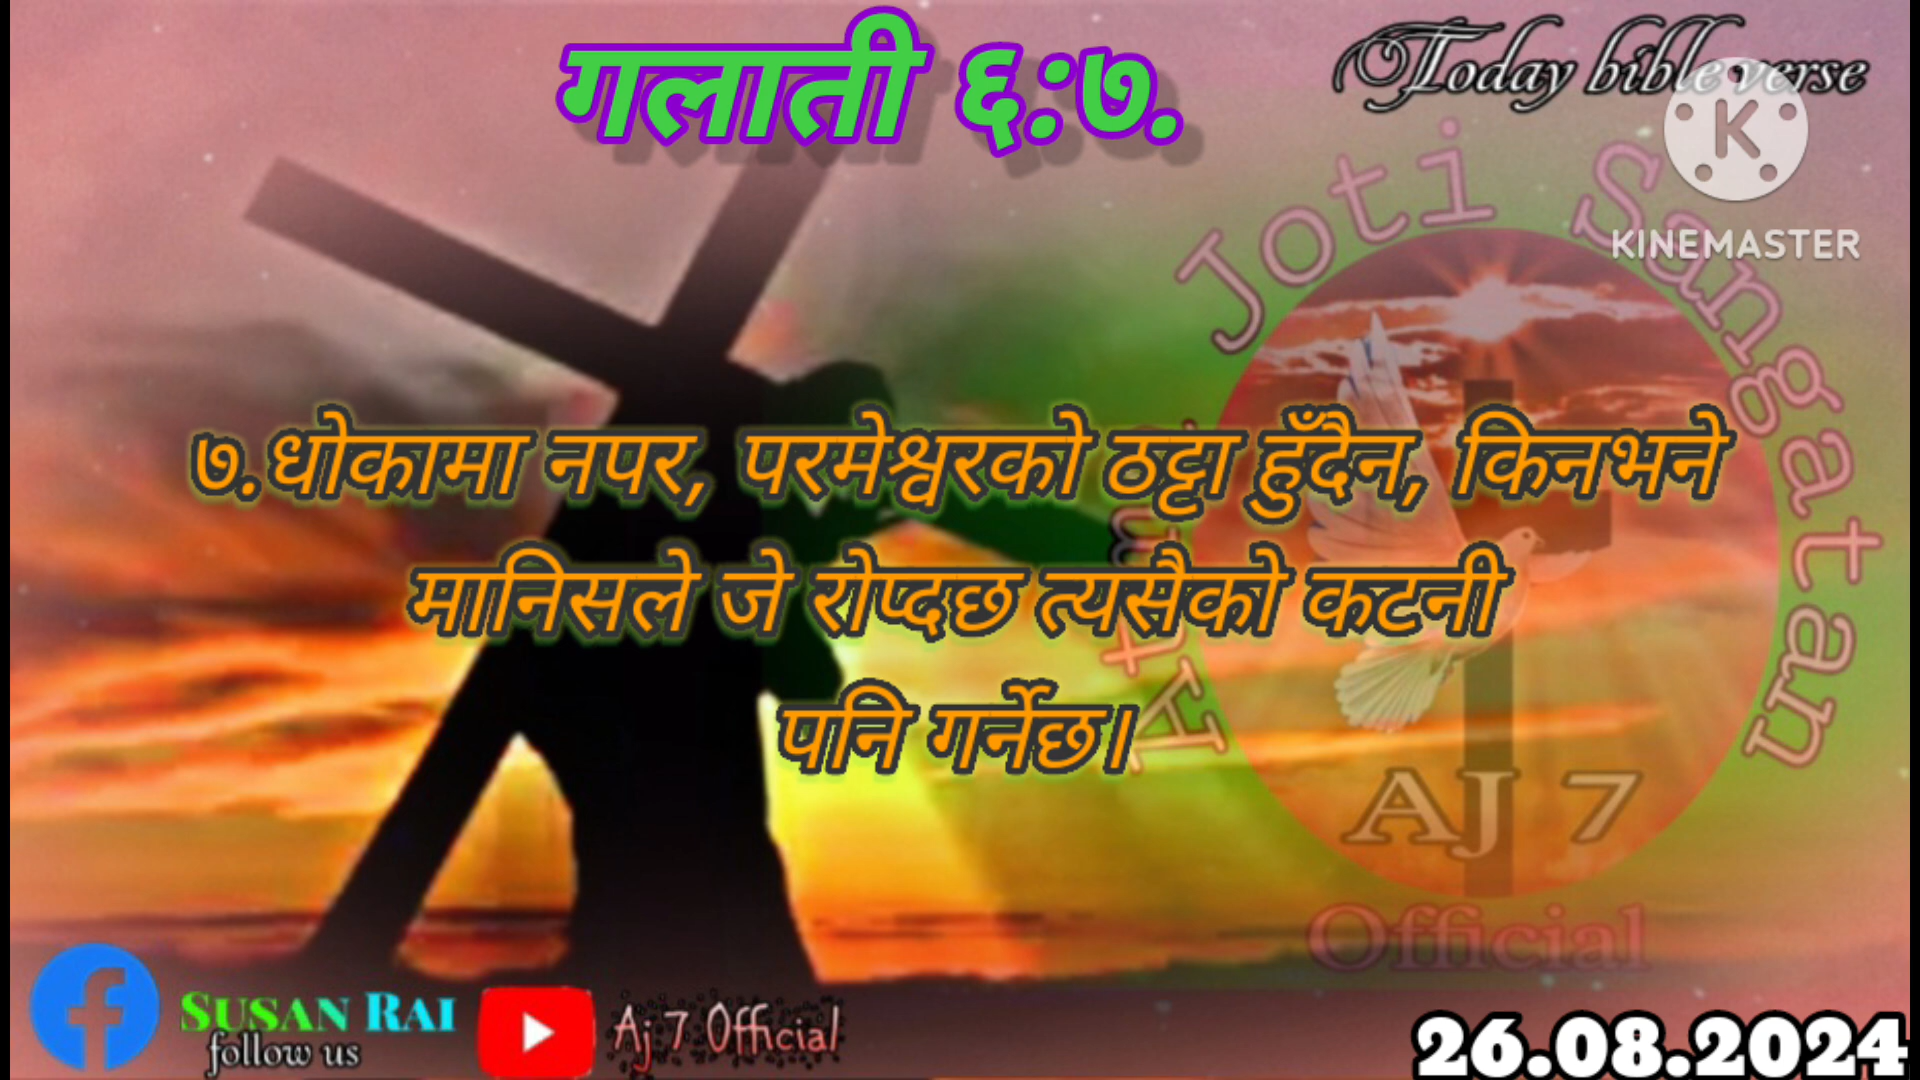 गलाती ६:७.
Today bible verse
KINEMASTER
Joti Sangatan
७.धोकामा नपर, परमेश्वरको ठट्टा हुँदैन, किनभने
मानिसले जे रोप्दछ त्यसैको कटनी
पनि गर्नेछ।
AJ 7
Official
SUSAN RAI
follow us
Aj 7 Official
26.08.2024